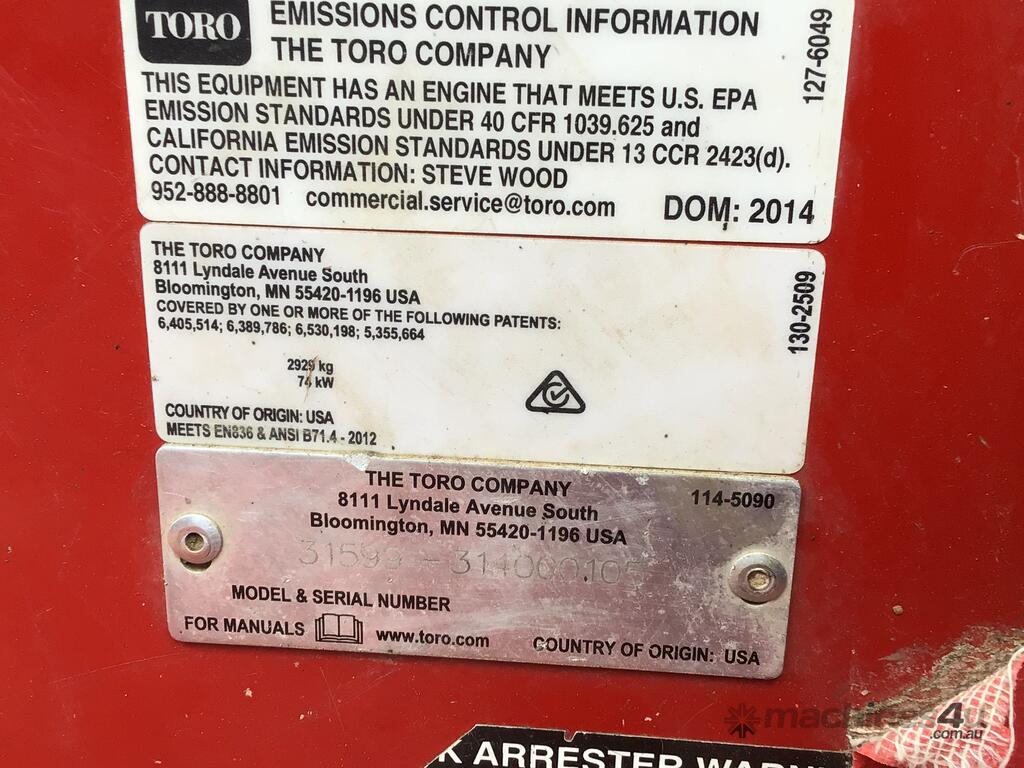 TORO
EMISSIONS CONTROL INFORMATION
THE TORO COMPANY
THIS EQUIPMENT HAS AN ENGINE THAT MEETS U.S. EPA
EMISSION STANDARDS UNDER 40 CFR 1039.625 and
CALIFORNIA EMISSION STANDARDS UNDER 13 CCR 2423(d).
CONTACT INFORMATION: STEVE WOOD
952-888-8801 commercial.service@toro.com DOM: 2014
127-6049
THE TORO COMPANY
8111 Lyndale Avenue South
Bloomington, MN 55420-1196 USA
COVERED BY ONE OR MORE OF THE FOLLOWING PATENTS:
6,405,514; 6,389,786; 6,530,198; 5,355,664
2929 kg
74 kW
COUNTRY OF ORIGIN: USA
MEETS EN836 & ANSI B71.4 - 2012
130-2509
THE TORO COMPANY
8111 Lyndale Avenue South
Bloomington, MN 55420-1196 USA
114-5090
31599 -
MODEL & SERIAL NUMBER
FOR MANUALS www.toro.com COUNTRY OF ORIGIN: USA
machines4u
.com.au
ARRESTER